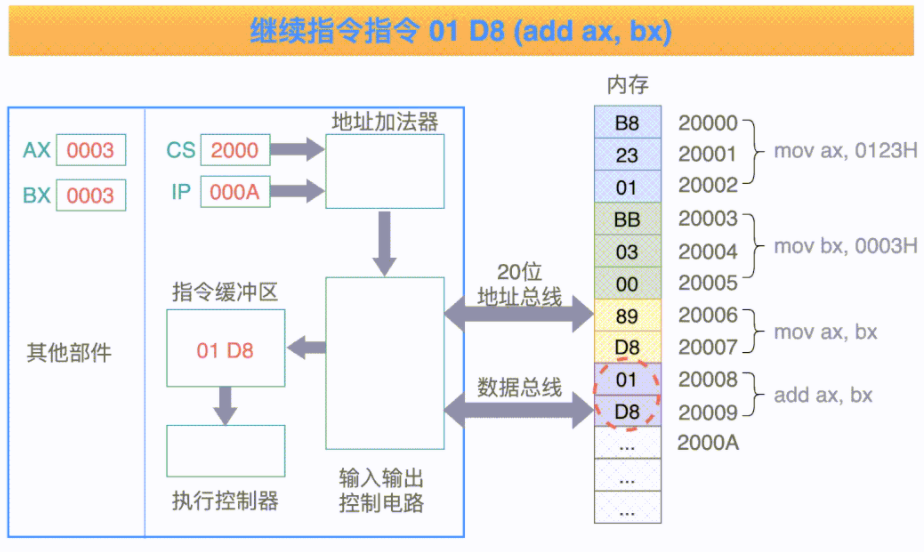 继续指令指令 01 D8 (add ax, bx)
内存
地址加法器
AX 0003
CS 2000
BX 0003
IP 000A
B8 20000
23 20001
01 20002
mov ax, 0123H
BB 20003
03 20004
00 20005
mov bx, 0003H
20位
地址总线
指令缓冲区
01 D8
其他部件
89 20006
D8 20007
mov ax, bx
数据总线
01 20008
D8 20009
add ax, bx
... 2000A
...
...
执行控制器
输入输出
控制电路